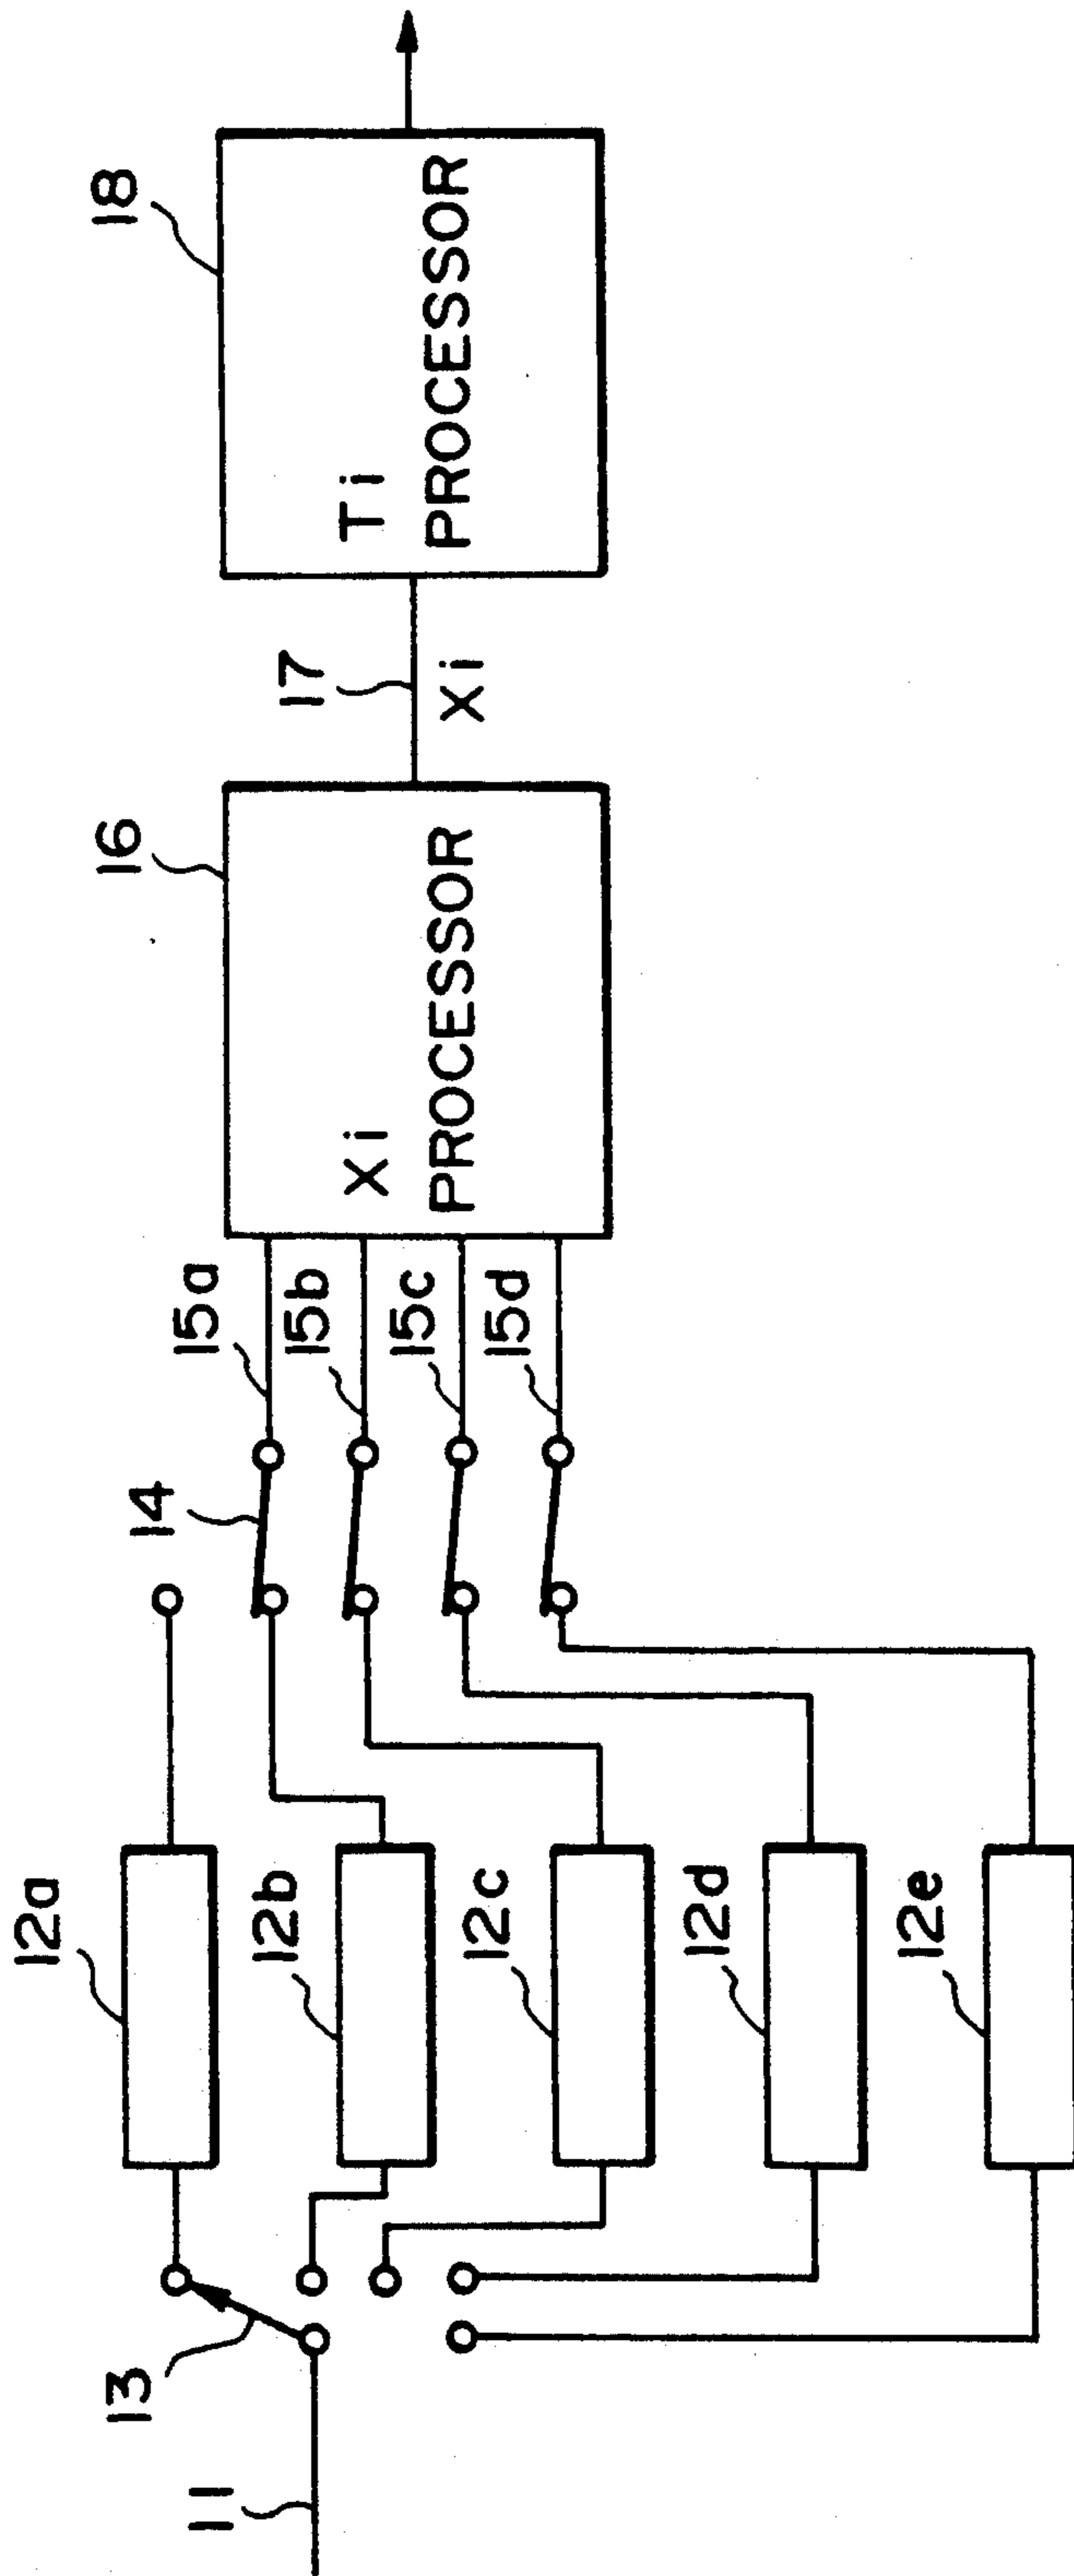 11
13
12a
12b
12c
12d
12e
14
15a
15b
15c
15d
16
Xi
PROCESSOR
17
Xi
18
Ti
PROCESSOR